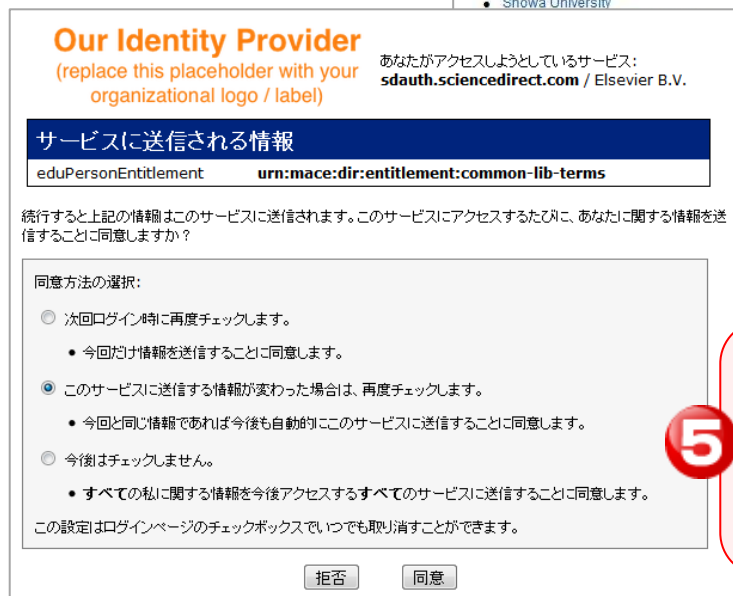 Showa University
Our Identity Provider
(replace this placeholder with your
organizational logo / label)
あなたがアクセスしようとしているサービス:
sdauth.sciencedirect.com / Elsevier B.V.
サービスに送信される情報
eduPersonEntitlement urn:mace:dir:entitlement:common-lib-terms
続行すると上記の情報はこのサービスに送信されます。このサービスにアクセスするたびに、あなたに関する情報を送
信することに同意しますか?
同意方法の選択:
次回ログイン時に再度チェックします。
• 今回だけ情報を送信することに同意します。
このサービスに送信する情報が変わった場合は、再度チェックします。
• 今回と同じ情報であれば今後も自動的にこのサービスに送信することに同意します。
今後はチェックしません。
• すべての私に関する情報を今後アクセスするすべてのサービスに送信することに同意します。
この設定はログインページのチェックボックスでいつでも取り消すことができます。
拒否 同意
5